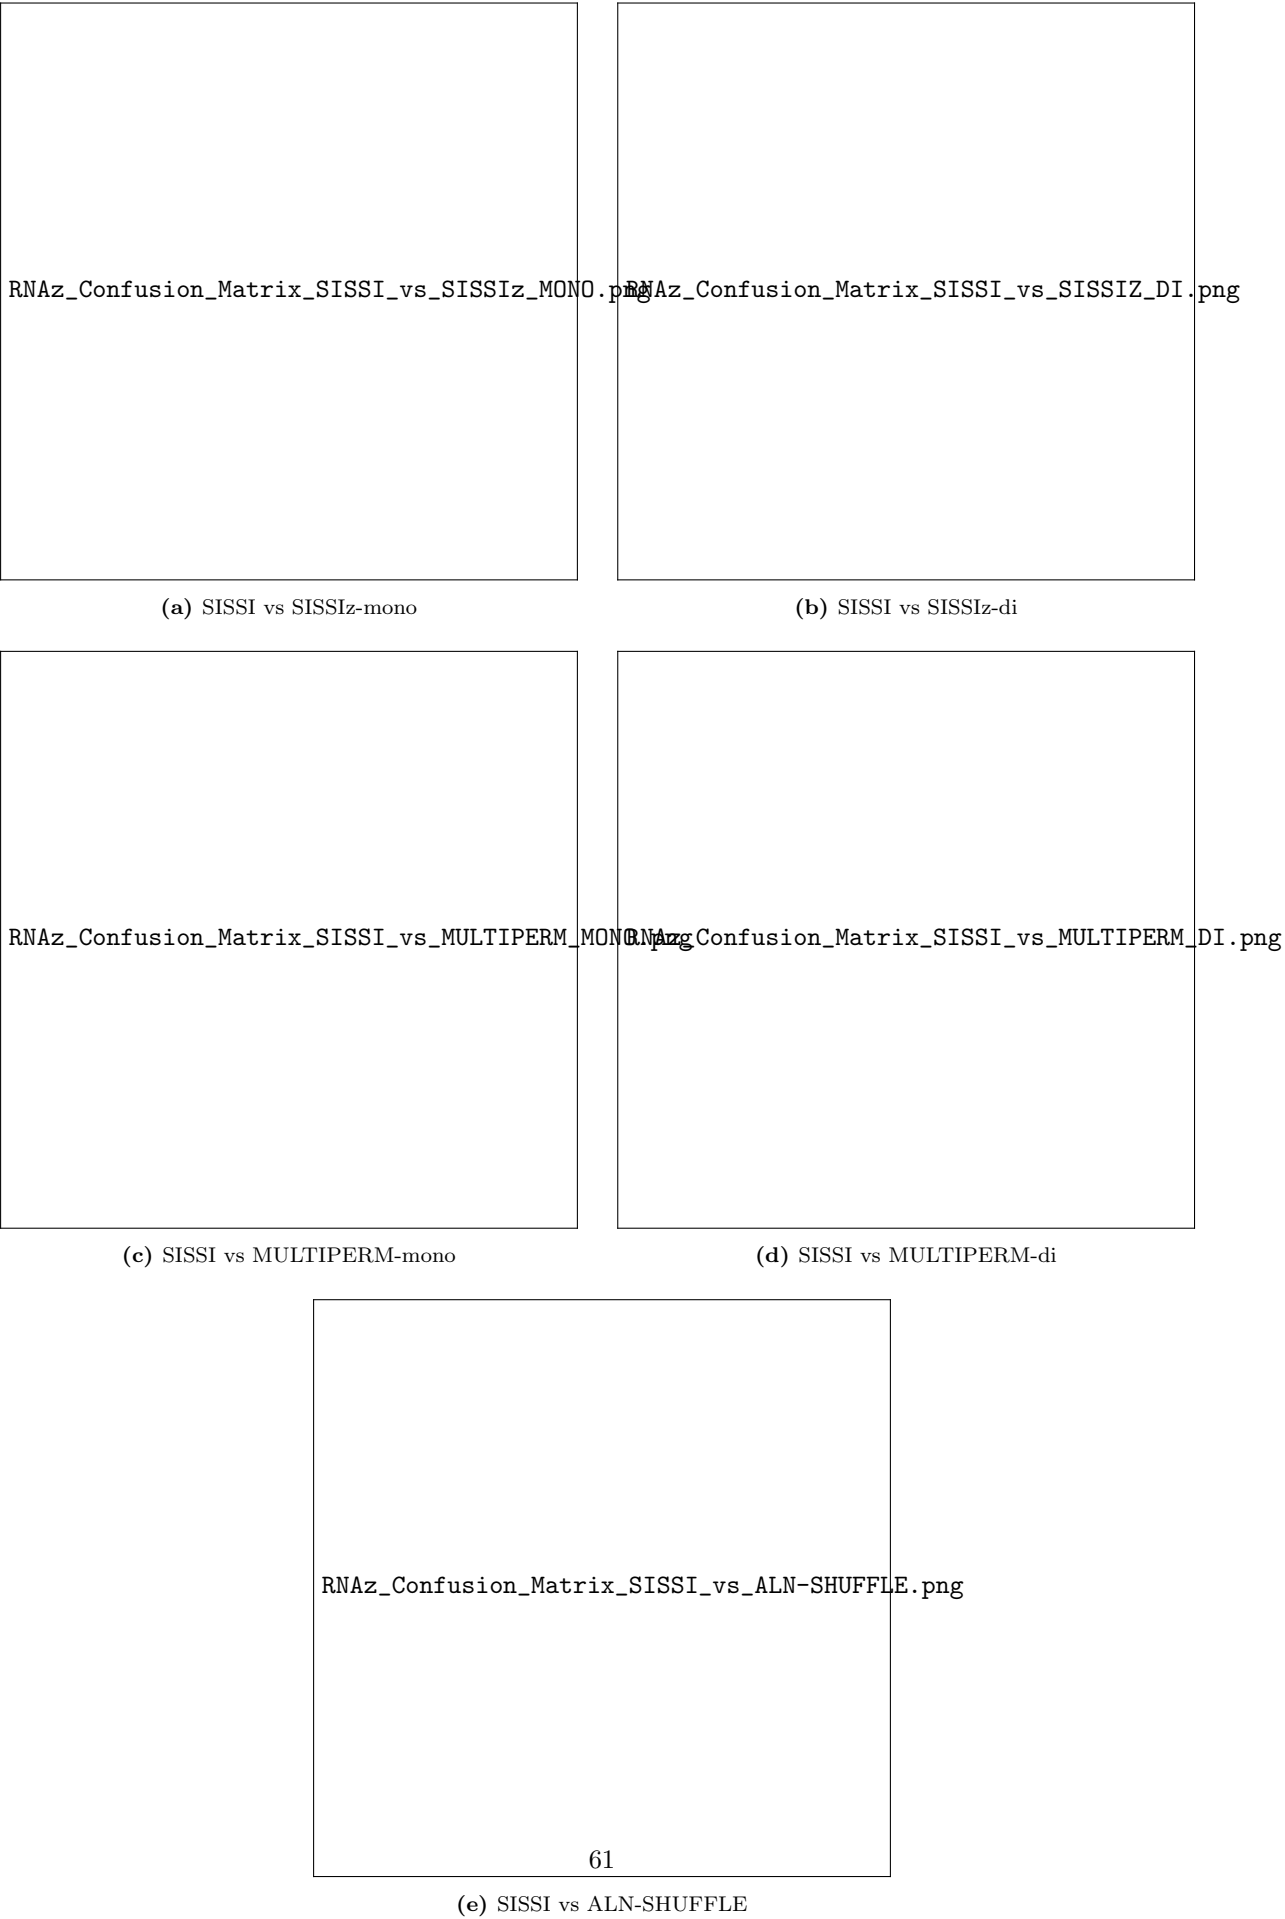 RNAz_Confusion_Matrix_SISSI_vs_SISSIz_MONO.png
RNAz_Confusion_Matrix_SISSI_vs_SISSIZ_DI.png
(a) SISSI vs SISSIz-mono
(b) SISSI vs SISSIz-di
RNAz_Confusion_Matrix_SISSI_vs_MULTIPERM_MONO.png
RNAz_Confusion_Matrix_SISSI_vs_MULTIPERM_DI.png
(c) SISSI vs MULTIPERM-mono
(d) SISSI vs MULTIPERM-di
RNAz_Confusion_Matrix_SISSI_vs_ALN-SHUFFLE.png
61
(e) SISSI vs ALN-SHUFFLE